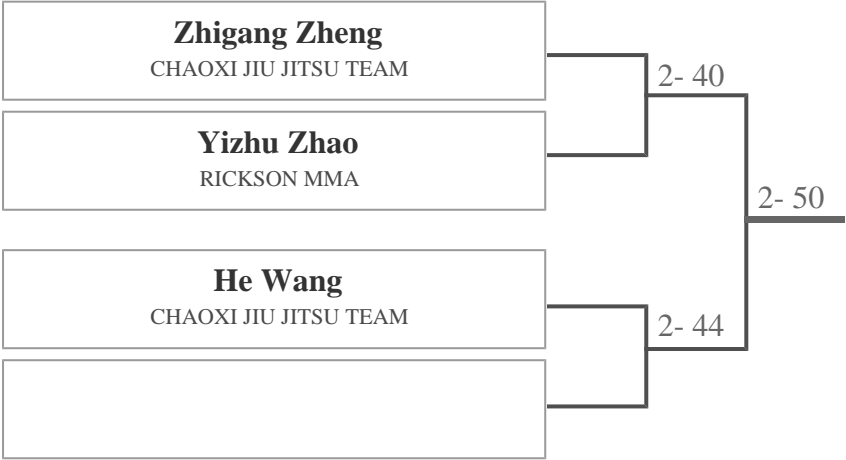 Zhigang Zheng
CHAOXI JIU JITSU TEAM
2- 40
Yizhu Zhao
RICKSON MMA
2- 50
He Wang
CHAOXI JIU JITSU TEAM
2- 44